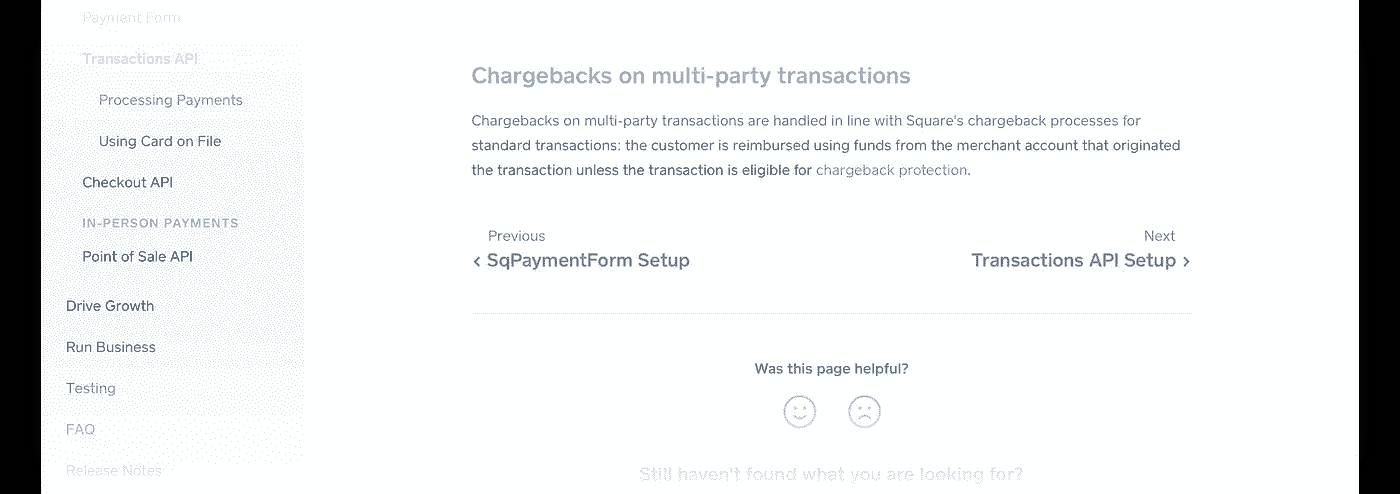 Payment Form
Transactions API
Processing Payments
Using Card on File
Checkout API
IN-PERSON PAYMENTS
Point of Sale API
Drive Growth
Run Business
Testing
FAQ
Release Notes
Chargebacks on multi-party transactions
Chargebacks on multi-party transactions are handled in line with Square's chargeback processes for
standard transactions: the customer is reimbursed using funds from the merchant account that originated
the transaction unless the transaction is eligible for chargeback protection.
Previous
‹ SqPaymentForm Setup
Next
Transactions API Setup ›
Was this page helpful?
Still haven't found what you are looking for?